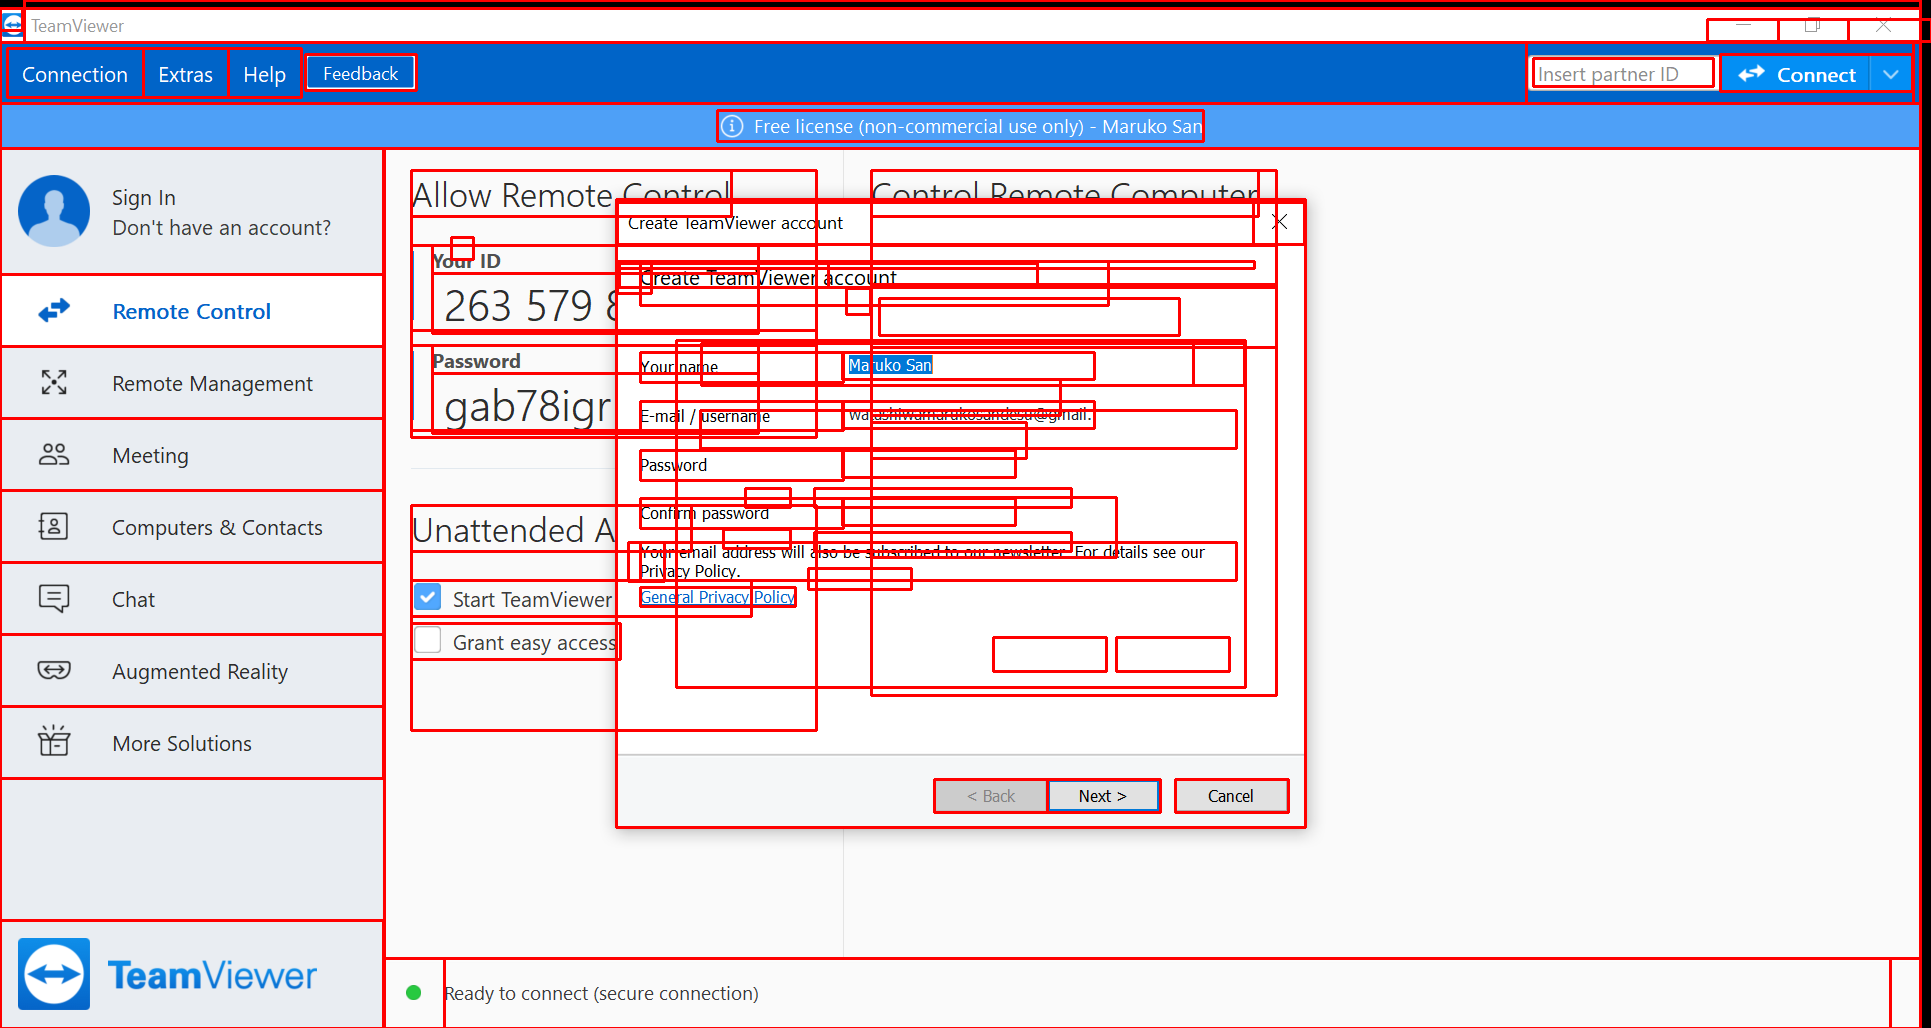 TeamViewer
Connection
Extras
Help
Feedback
Insert partner ID
Connect
Free license (non-commercial use only) - Maruko San
Sign In
Don't have an account?
Remote Control
Remote Management
Meeting
Computers & Contacts
Chat
Augmented Reality
More Solutions
TeamViewer
Allow Remote Control
Your ID
263 579
Password
gab78igr
Unattended A
Start TeamViewer
Grant easy access
Control Remote Computer
Create TeamViewer account
Create TeamViewer account
Your name
Maruko San
E-mail / username
watashiwamarukosandesu@gmail.
Password
Confirm password
Your email address will also be subscribed to our newsletter. For details see our
Privacy Policy.
General Privacy Policy
< Back
Next >
Cancel
Ready to connect (secure connection)